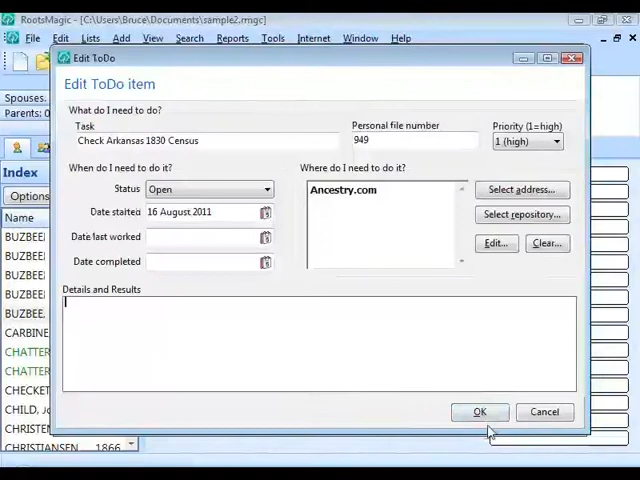 RootsMagic - [C:\Users\Bruce\Documents\sample2.rmgc]
File Edit Lists Add View Search Reports Tools Internet Window Help
Edit ToDo
Edit ToDo item
Spouses:
Parents: 0
What do I need to do?
Task
Check Arkansas 1830 Census
Personal file number
949
Priority (1=high)
1 (high)
When do I need to do it?
Status Open
Date started 16 August 2011
Date last worked
Date completed
Where do I need to do it?
Ancestry.com
Select address...
Select repository...
Edit... Clear...
Details and Results
OK Cancel
Index
Options
Name
BUZBEE
BUZBEE
BUZBEE
BUZBEE
BUZBEE,
CARBINE
CHATTER
CHATTER
CHECKET
CHILD, Jo
CHRISTEN
CHRISTIANSEN 1866